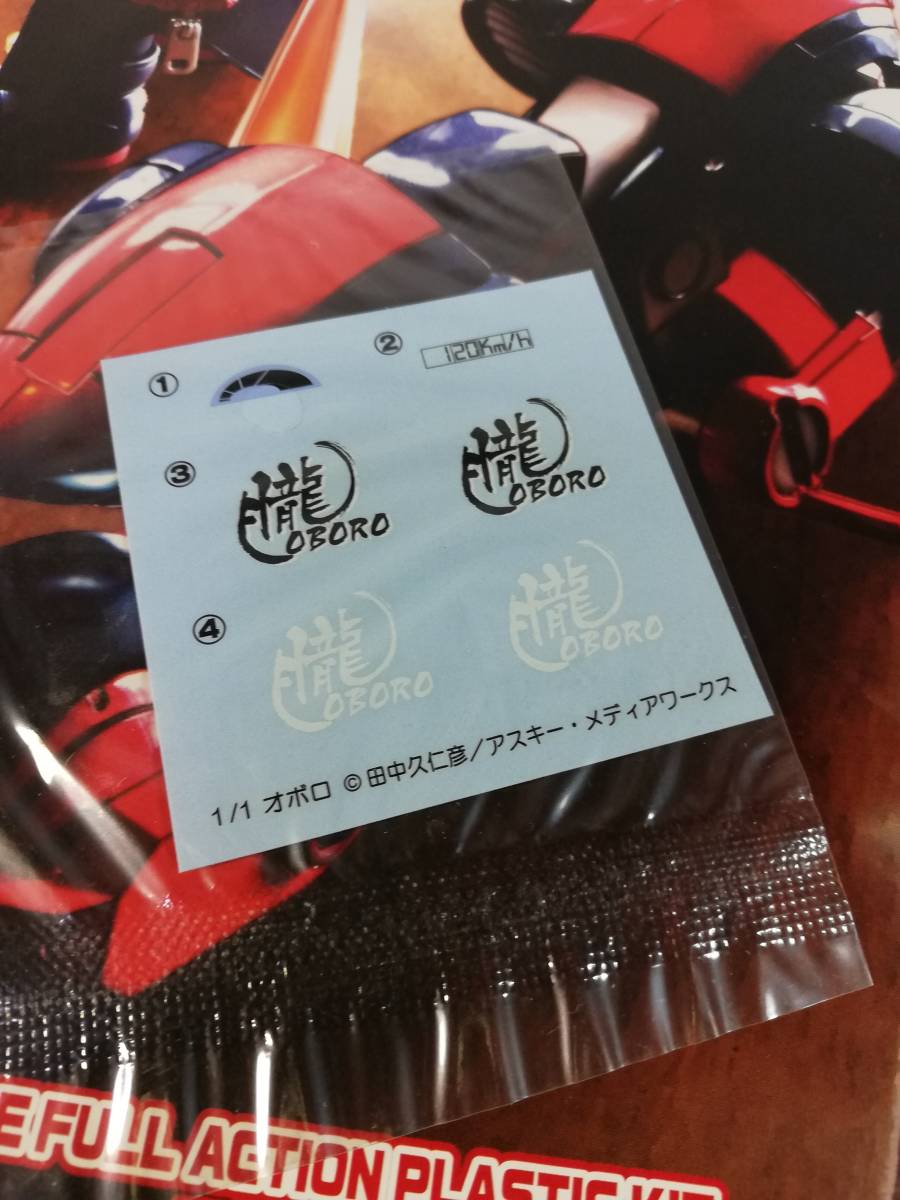 ① ② 120Km/h
③ 朧 OBORO 朧 OBORO
④ 朧 OBORO 朧 OBORO
1/1 オボロ ©田中久仁彦/アスキー・メディアワークス
E FULL ACTION PLASTIC KIT